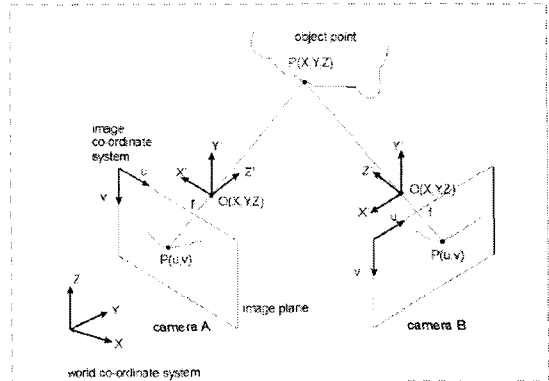 object point
P(X,Y,Z)
image
co-ordinate
system
u
v
X'
Y'
Z'
O(X,Y,Z)
f
P(u,v)
image plane
camera A
Y'
Z'
X'
O(X,Y,Z)
u
f
v
P(u,v)
camera B
Z
Y
X
world co-ordinate system